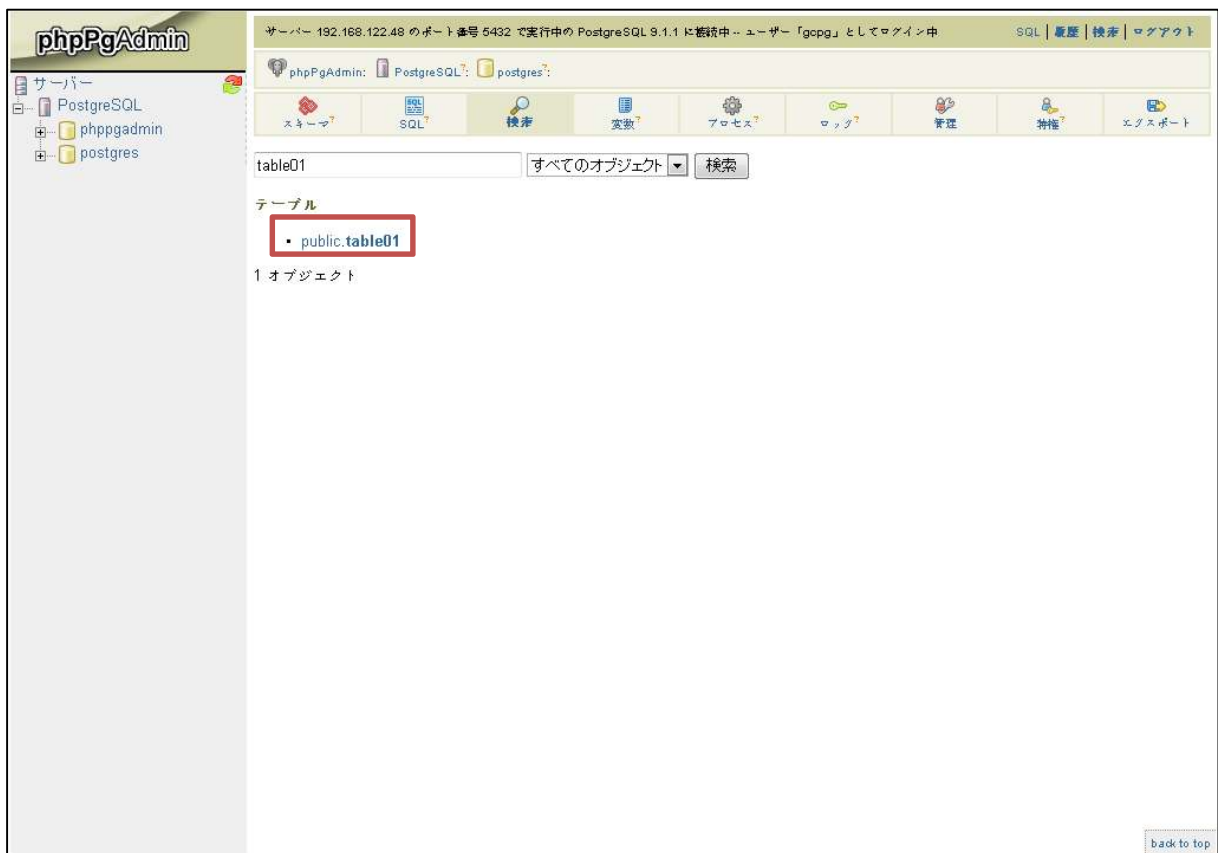 phpPgAdmin
サーバー 192.168.122.48 のポート番号 5432 で実行中の PostgreSQL 9.1.1 に接続中 -- ユーザー 「gopg」としてログイン中
SQL | 履歴 | 検索 | ログアウト
phpPgAdmin: PostgreSQL?: postgres?:
サーバー
PostgreSQL
phppgadmin
postgres
スキーマ? SQL? 検索 変数? プロセス? ロック? 管理 特権? エクスポート
table01 すべてのオブジェクト 検索
テーブル
public.table01
1 オブジェクト
back to top